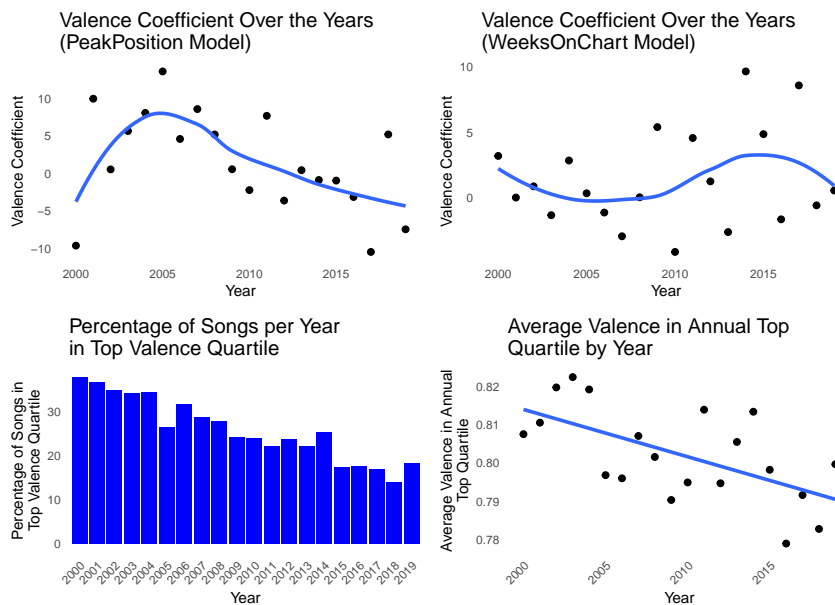 Valence Coefficient Over the Years
(PeakPosition Model)
Valence Coefficient
10
5
0
−5
−10
2000
2005
2010
2015
Year
Valence Coefficient Over the Years
(WeeksOnChart Model)
Valence Coefficient
10
5
0
2000
2005
2010
2015
Year
Percentage of Songs per Year
in Top Valence Quartile
Percentage of Songs in
Top Valence Quartile
30
20
10
0
2000
2001
2002
2003
2004
2005
2006
2007
2008
2009
2010
2011
2012
2013
2014
2015
2016
2017
2018
2019
Year
Average Valence in Annual Top
Quartile by Year
Average Valence in Annual
Top Quartile
0.82
0.81
0.80
0.79
0.78
2000
2005
2010
2015
Year